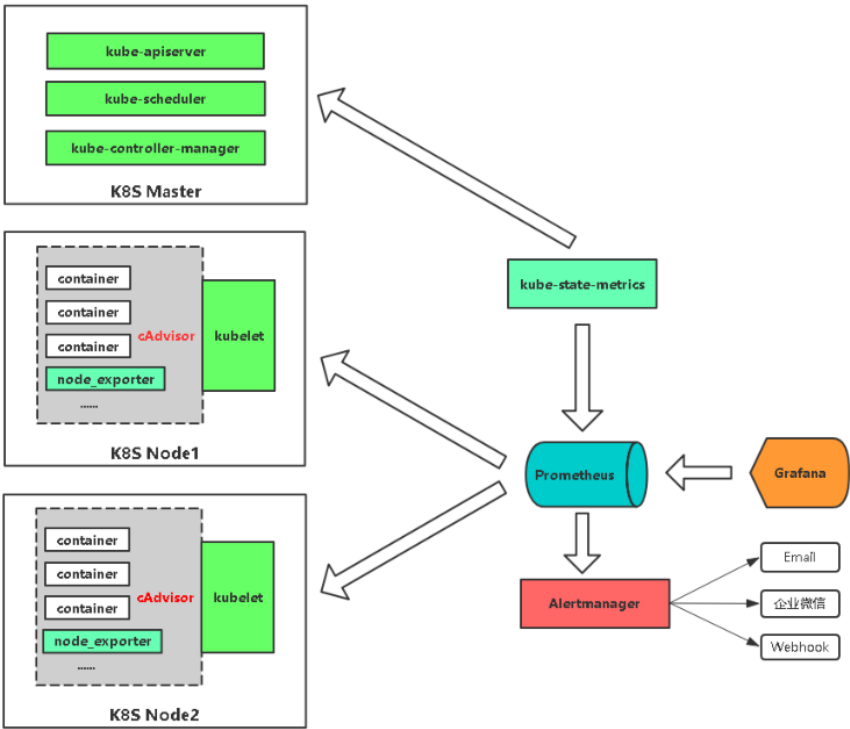 kube-apiserver
kube-scheduler
kube-controller-manager
K8S Master
container
container
container
cAdvisor
kubelet
node_exporter
......
K8S Node1
container
container
container
cAdvisor
kubelet
node_exporter
......
K8S Node2
kube-state-metrics
Prometheus
Grafana
Alertmanager
Email
企业微信
Webhook